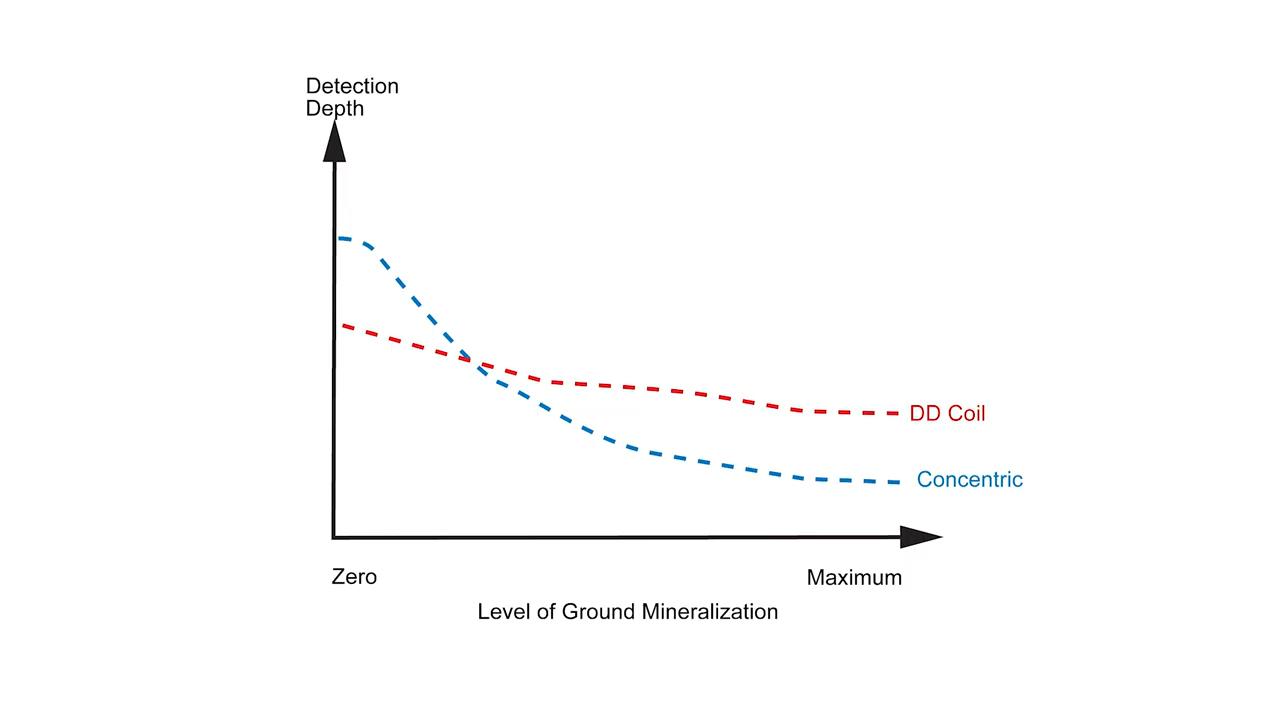 Detection
Depth
DD Coil
Concentric
Zero
Maximum
Level of Ground Mineralization